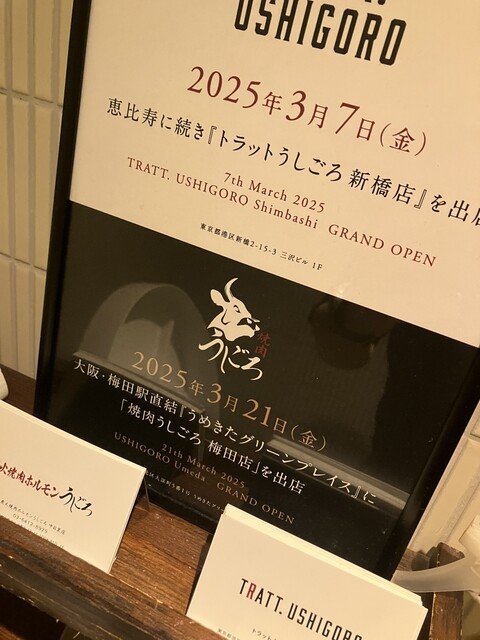 USHIGORO
2025年3月7日(金)
恵比寿に続き『トラットうしごろ 新橋店』を出店
7th March 2025
TRATT. USHIGORO Shimbashi GRAND OPEN
東京都港区新橋2-15-3 三沢ビル 1F
焼肉
うしごろ
2025年3月21日(金)
大阪・梅田駅直結『うめきたグリーンプレイス』に
「焼肉うしごろ 梅田店」を出店
21th March 2025
USHIGORO Umeda GRAND OPEN
火焼肉ホルモン うしごろ
TRATT. USHIGORO